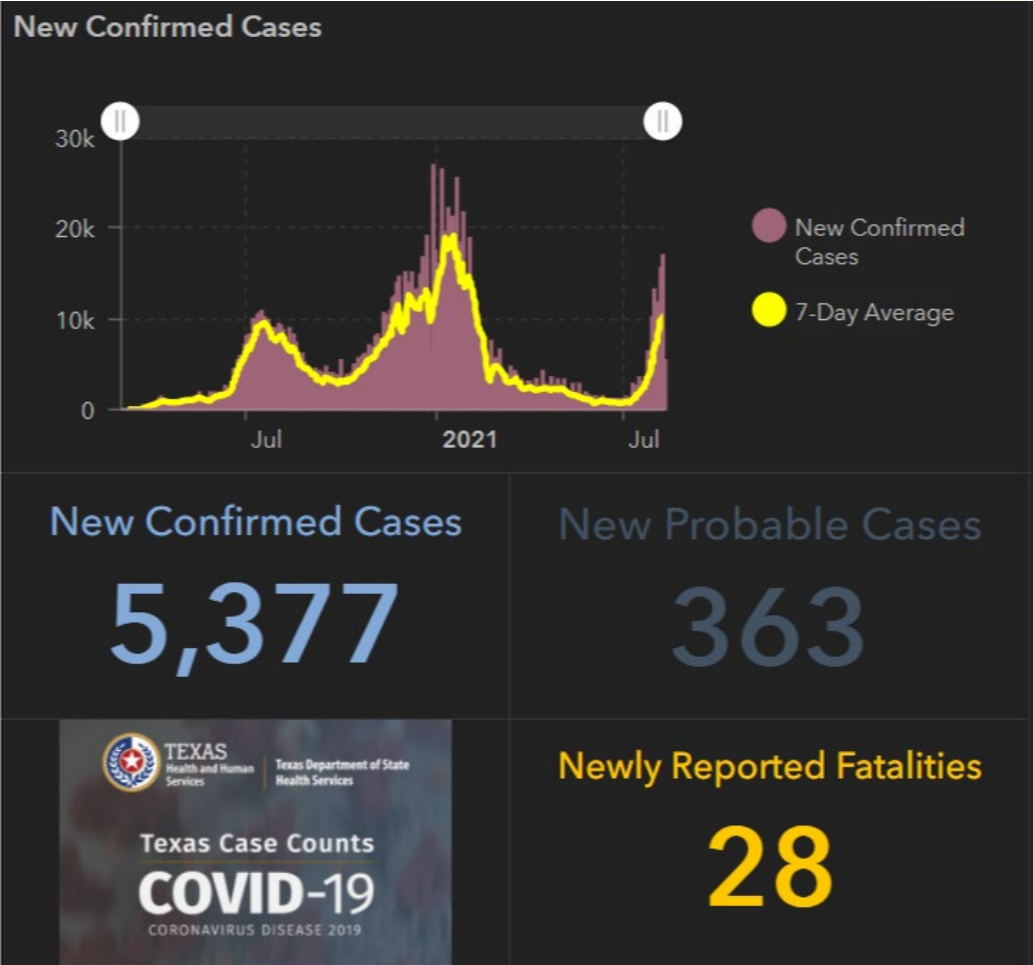 New Confirmed Cases
30k
20k
10k
0
Jul
2021
Jul
New Confirmed
Cases
7-Day Average
New Confirmed Cases
5,377
New Probable Cases
363
TEXAS
Health and Human
Services
Texas Department of State
Health Services
Texas Case Counts
COVID-19
CORONAVIRUS DISEASE 2019
Newly Reported Fatalities
28